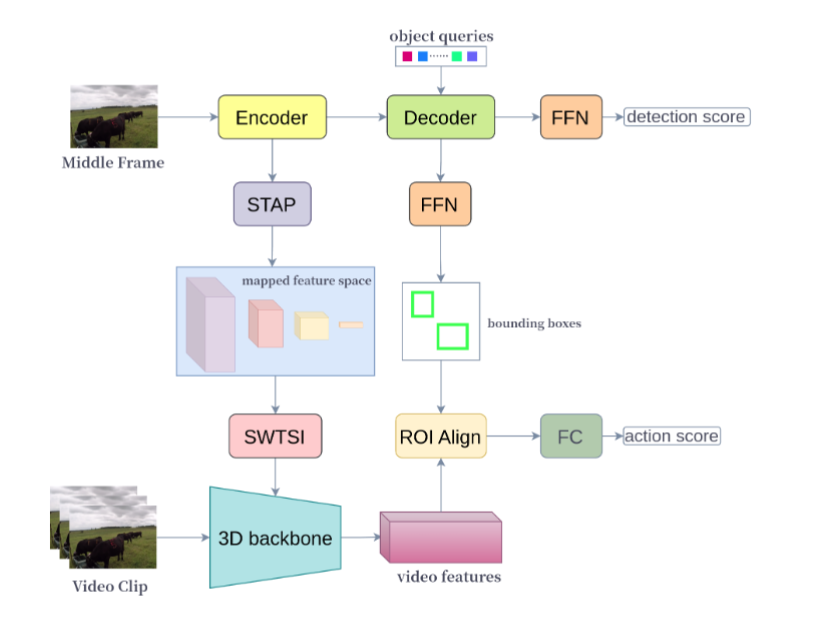 object queries
Encoder
Decoder
FFN
detection score
Middle Frame
STAP
FFN
mapped feature space
bounding boxes
SWTSI
ROI Align
FC
action score
3D backbone
Video Clip
video features